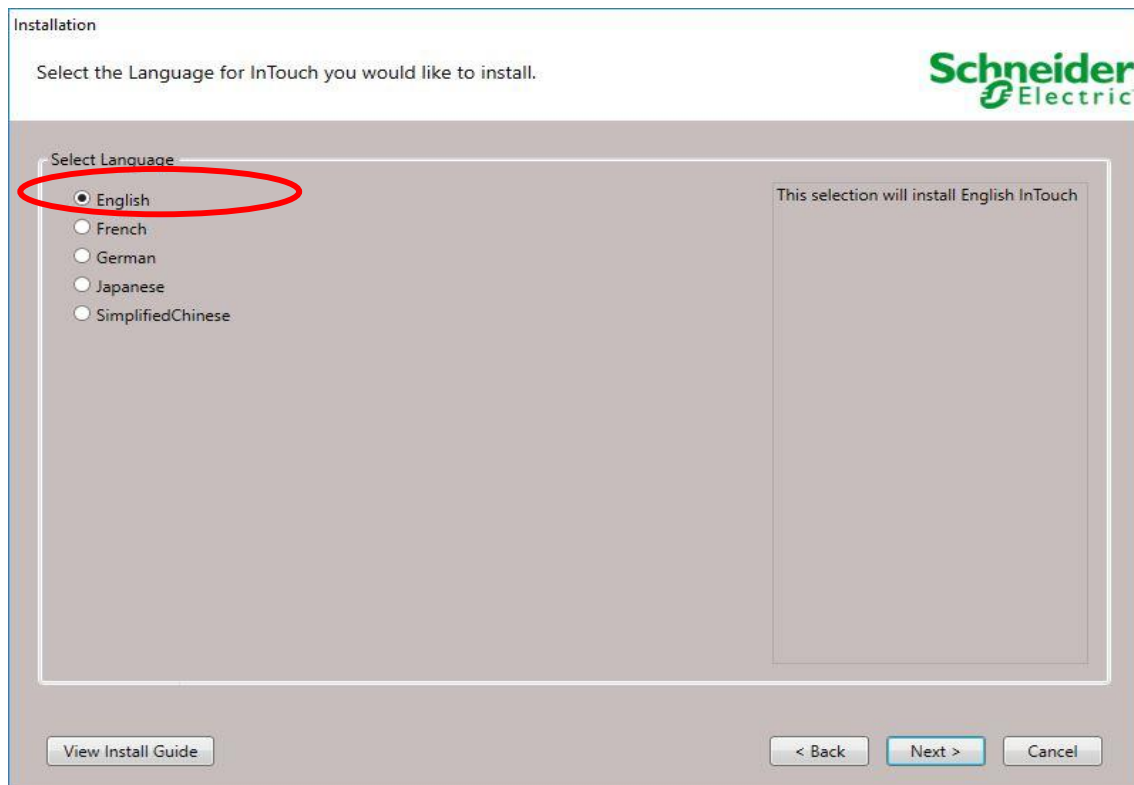 Installation
Select the Language for InTouch you would like to install.
Schneider
Electric
Select Language
English
This selection will install English InTouch
French
German
Japanese
SimplifiedChinese
View Install Guide
< Back
Next >
Cancel